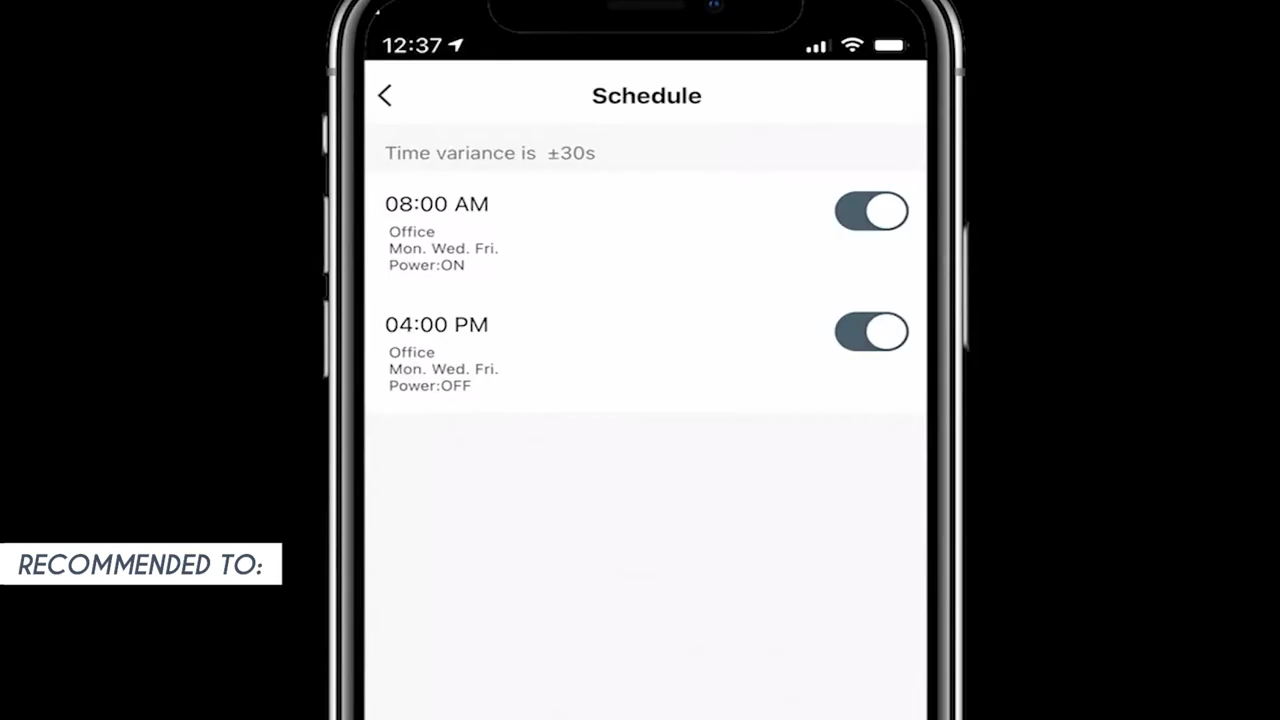 12:37
Schedule
Time variance is ±30s
08:00 AM
Office
Mon. Wed. Fri.
Power:ON
04:00 PM
Office
Mon. Wed. Fri.
Power:OFF
RECOMMENDED TO: